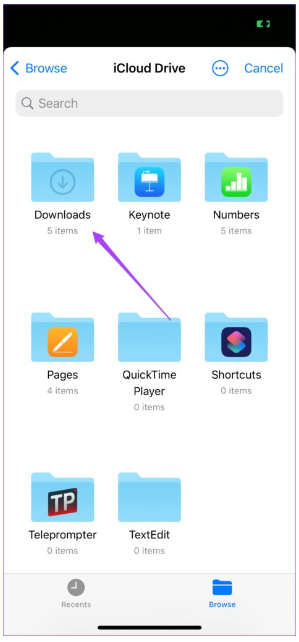 Browse iCloud Drive Cancel
Search
Downloads Keynote Numbers
5 items 1 item 5 items
Pages QuickTime Shortcuts
4 items Player 0 items
0 items
TP
Teleprompter TextEdit
0 items 0 items
Recents Browse